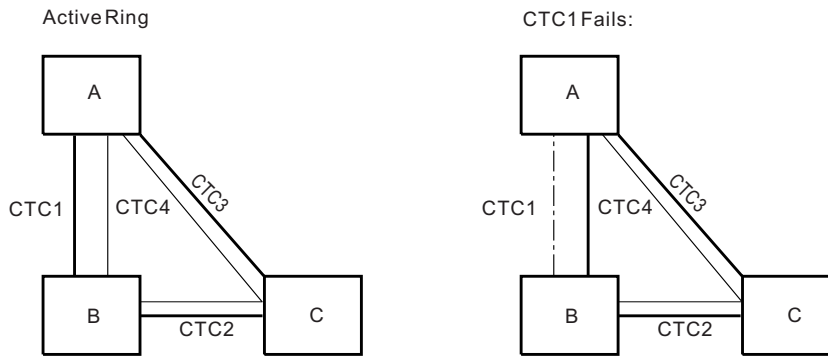 Active Ring
A
CTC1
CTC4
CTC3
B
CTC2
C
CTC1 Fails:
A
CTC1
CTC4
CTC3
B
CTC2
C